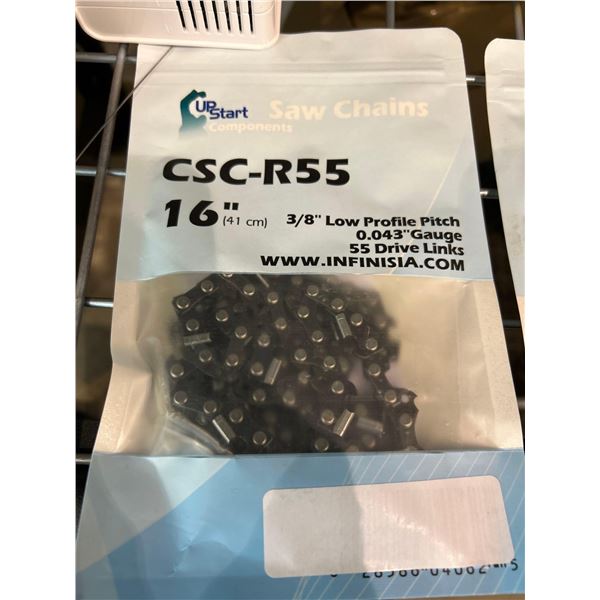 UPStart
Components
Saw Chains
CSC-R55
16" (41 cm)
3/8" Low Profile Pitch
0.043"Gauge
55 Drive Links
WWW.INFINISIA.COM